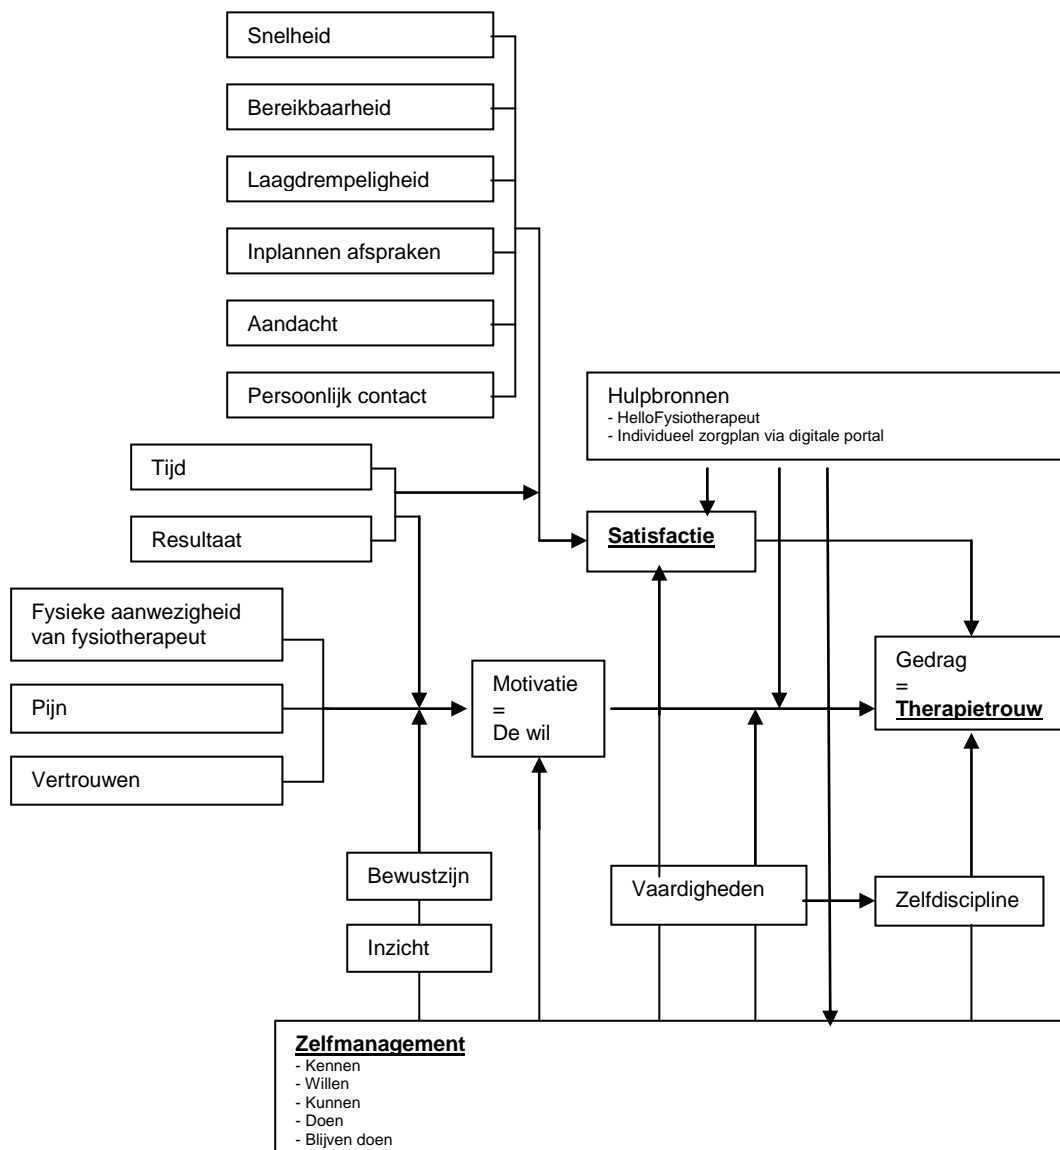 Snelheid
Bereikbaarheid
Laagdrempeligheid
Inplannen afspraken
Aandacht
Persoonlijk contact
Hulpbronnen
- HelloFysiotherapeut
- Individueel zorgplan via digitale portal
Tijd
Resultaat
Satisfactie
Fysieke aanwezigheid
van fysiotherapeut
Pijn
Vertrouwen
Motivatie
=
De wil
Gedrag
=
Therapietrouw
Bewustzijn
Inzicht
Vaardigheden
Zelfdiscipline
Zelfmanagement
- Kennen
- Willen
- Kunnen
- Doen
- Blijven doen